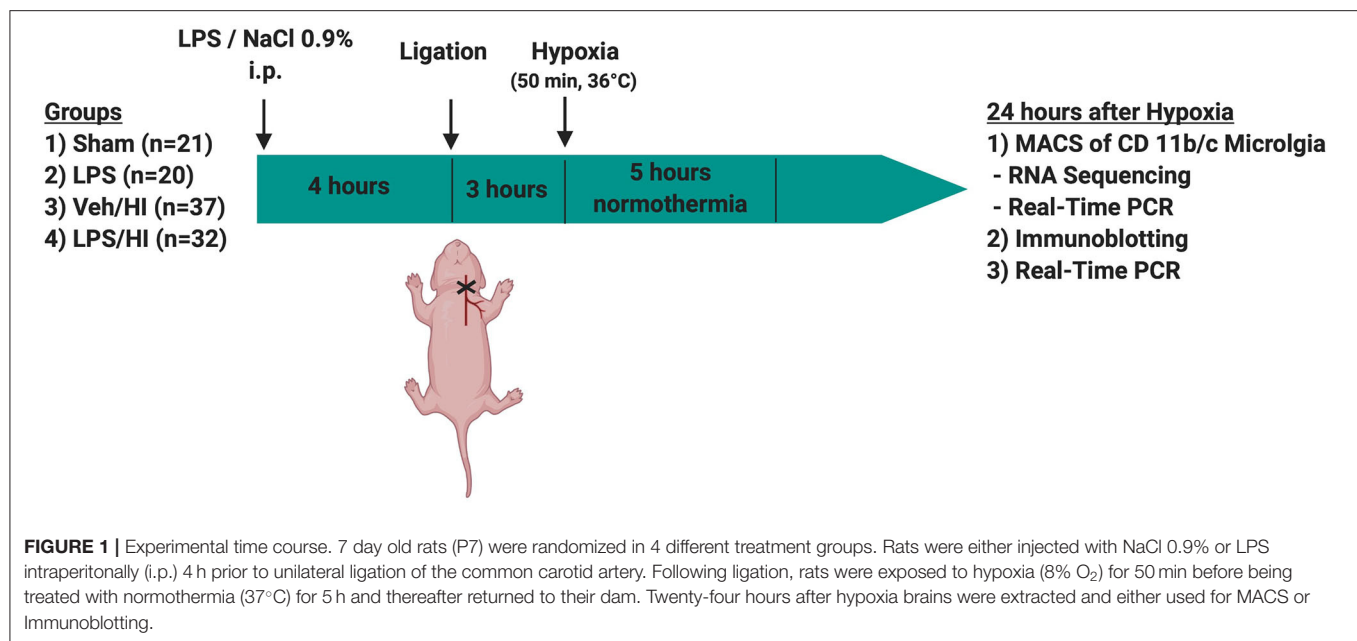 LPS / NaCl 0.9%
i.p.
Ligation
Hypoxia
(50 min, 36°C)
Groups
1) Sham (n=21)
2) LPS (n=20)
3) Veh/HI (n=37)
4) LPS/HI (n=32)
4 hours
3 hours
5 hours
normothermia
24 hours after Hypoxia
1) MACS of CD 11b/c Microlgia
- RNA Sequencing
- Real-Time PCR
2) Immunoblotting
3) Real-Time PCR
FIGURE 1 | Experimental time course. 7 day old rats (P7) were randomized in 4 different treatment groups. Rats were either injected with NaCl 0.9% or LPS
intraperitonally (i.p.) 4 h prior to unilateral ligation of the common carotid artery. Following ligation, rats were exposed to hypoxia (8% O₂) for 50 min before being
treated with normothermia (37°C) for 5 h and thereafter returned to their dam. Twenty-four hours after hypoxia brains were extracted and either used for MACS or
Immunoblotting.